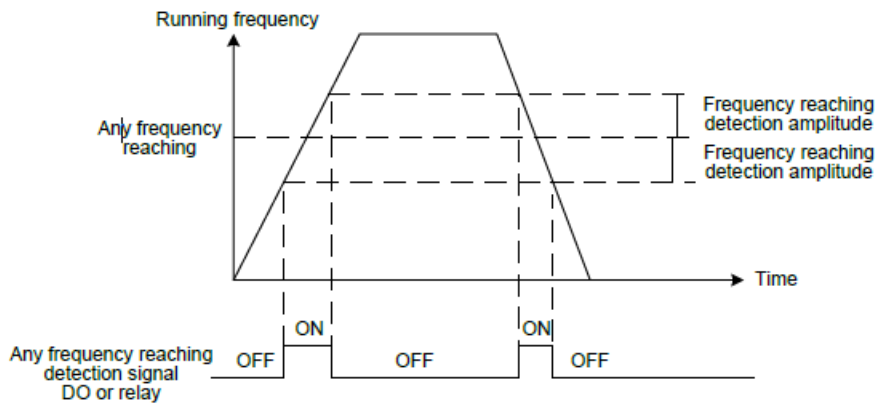 Running frequency
Any frequency
reaching
Frequency reaching
detection amplitude
Frequency reaching
detection amplitude
Time
ON
ON
Any frequency reaching
detection signal
DO or relay
OFF
OFF
OFF